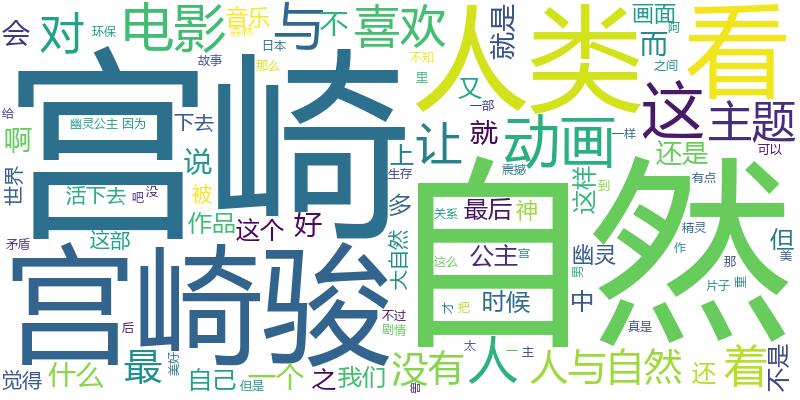 会 对 环保 电影 音乐 森林 与 不 喜欢 人类 就是 画面 阿 而 之间 看
日本 故事 那么 不知 里 又 一部
宫崎 自然
给 幽灵公主 因为 下去 啊 说 上 让 就 动画 一样 这 主题 可以
世界 活下去 吧 没 被 生存 震撼 还是 有点
作品 多 大自然 关系 最后 神 这样 到
矛盾 这部 这个 好 公主 幽灵 精灵 但
宫崎骏 这么 宫 男 作 那 美
后 不过 剧情 才 把 时候 中 片子 里 真是
觉得 什么 最 美好 自己 但是 一个 之 我们 没有 兽 太 人 一 主 人与自然 还 着 不是